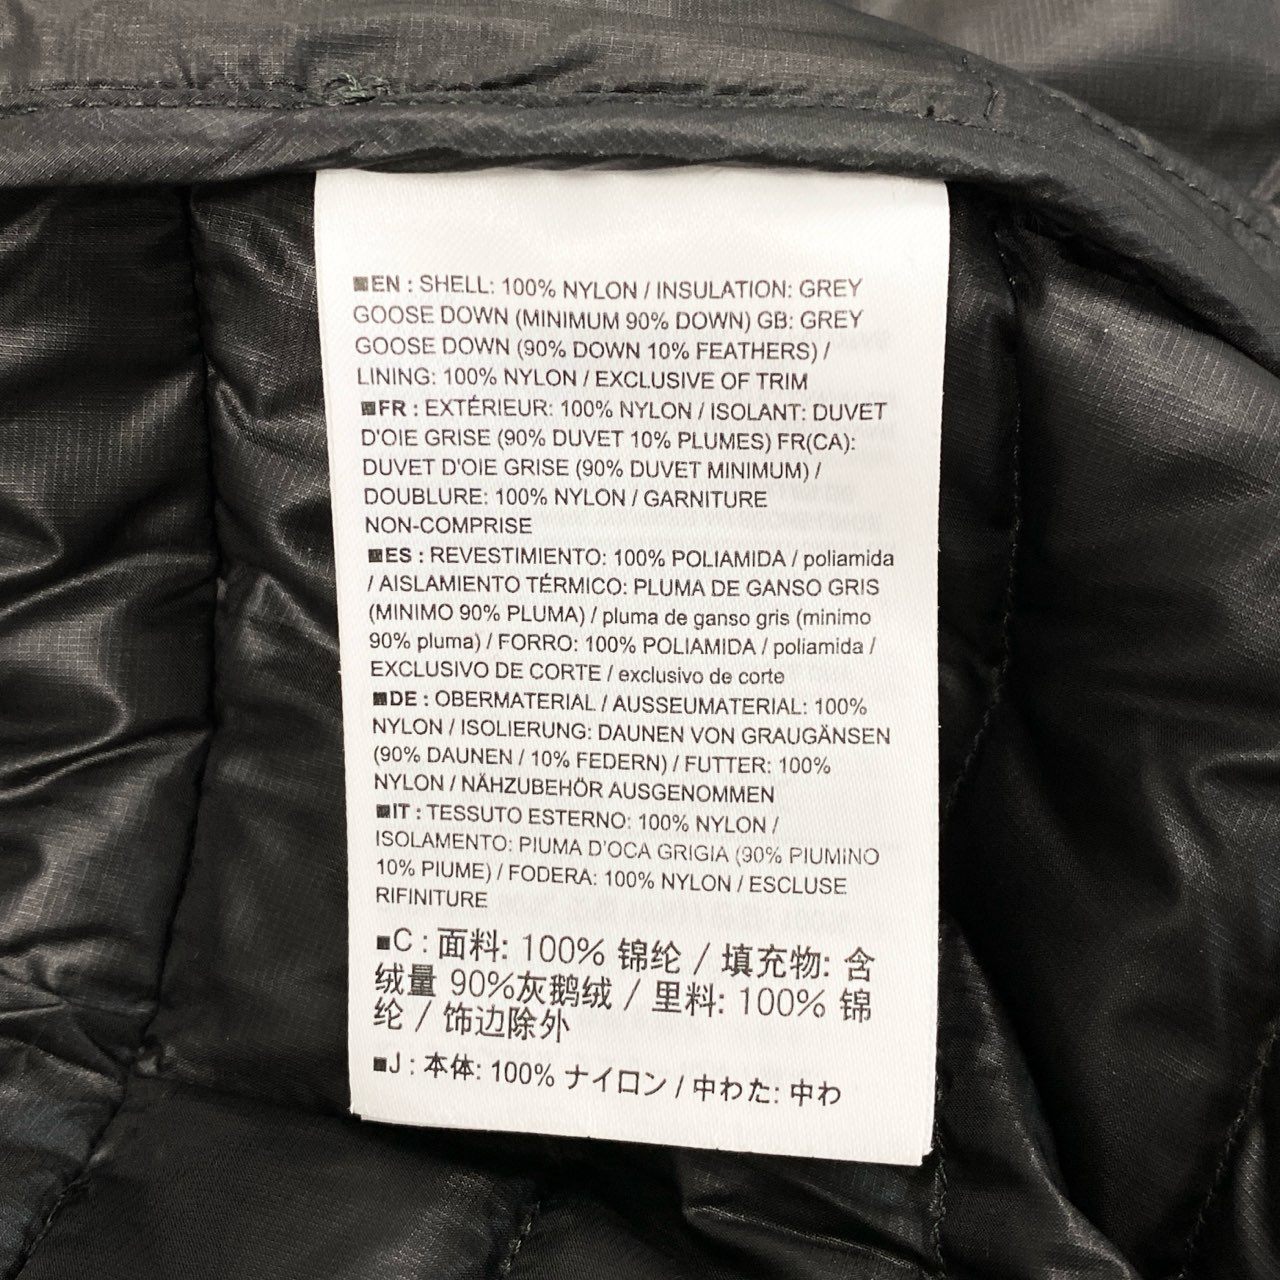 ■EN : SHELL: 100% NYLON / INSULATION: GREY
GOOSE DOWN (MINIMUM 90% DOWN) GB: GREY
GOOSE DOWN (90% DOWN 10% FEATHERS) /
LINING: 100% NYLON / EXCLUSIVE OF TRIM
■FR : EXTÉRIEUR: 100% NYLON / ISOLANT: DUVET
D'OIE GRISE (90% DUVET 10% PLUMES) FR(CA):
DUVET D'OIE GRISE (90% DUVET MINIMUM) /
DOUBLURE: 100% NYLON / GARNITURE
NON-COMPRISE
■ES : REVESTIMIENTO: 100% POLIAMIDA / poliamida
/ AISLAMIENTO TÉRMICO: PLUMA DE GANSO GRIS
(MINIMO 90% PLUMA) / pluma de ganso gris (minimo
90% pluma) / FORRO: 100% POLIAMIDA / poliamida /
EXCLUSIVO DE CORTE / exclusivo de corte
■DE : OBERMATERIAL / AUSSEUMATERIAL: 100%
NYLON / ISOLIERUNG: DAUNEN VON GRAUGÄNSEN
(90% DAUNEN / 10% FEDERN) / FUTTER: 100%
NYLON / NÄHZUBEHÖR AUSGENOMMEN
■IT : TESSUTO ESTERNO: 100% NYLON /
ISOLAMENTO: PIUMA D'OCA GRIGIA (90% PIUMINO
10% PIUME) / FODERA: 100% NYLON / ESCLUSE
RIFINITURE
■C : 面料: 100% 锦纶 / 填充物: 含
绒量 90%灰鹅绒 / 里料: 100% 锦
纶 / 饰边除外
■J : 本体: 100% ナイロン / 中わた: 中わ